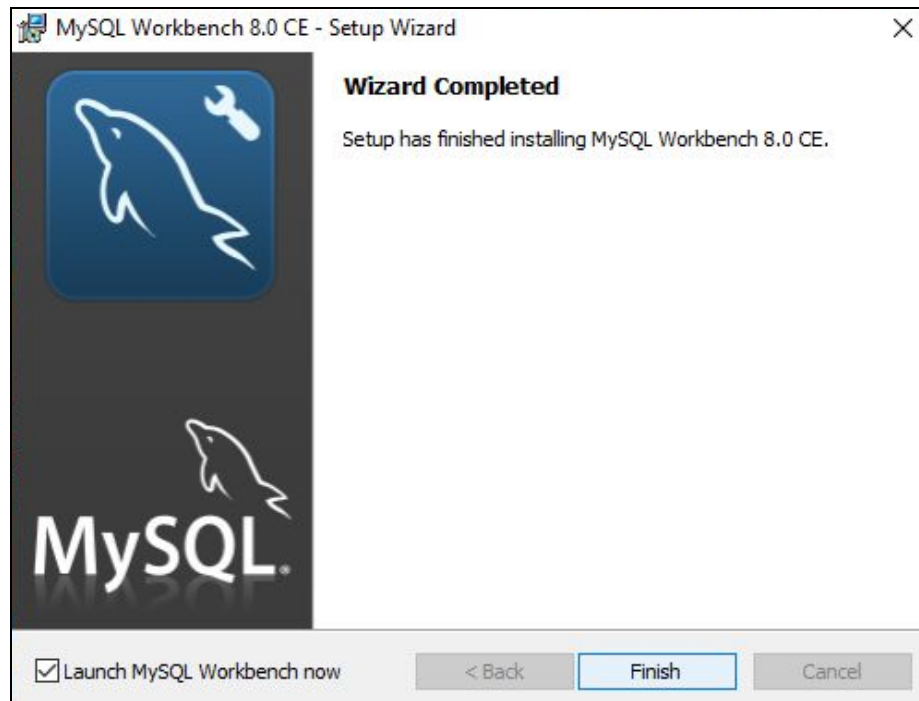 MySQL Workbench 8.0 CE - Setup Wizard
Wizard Completed
Setup has finished installing MySQL Workbench 8.0 CE.
MySQL®
Launch MySQL Workbench now
< Back
Finish
Cancel